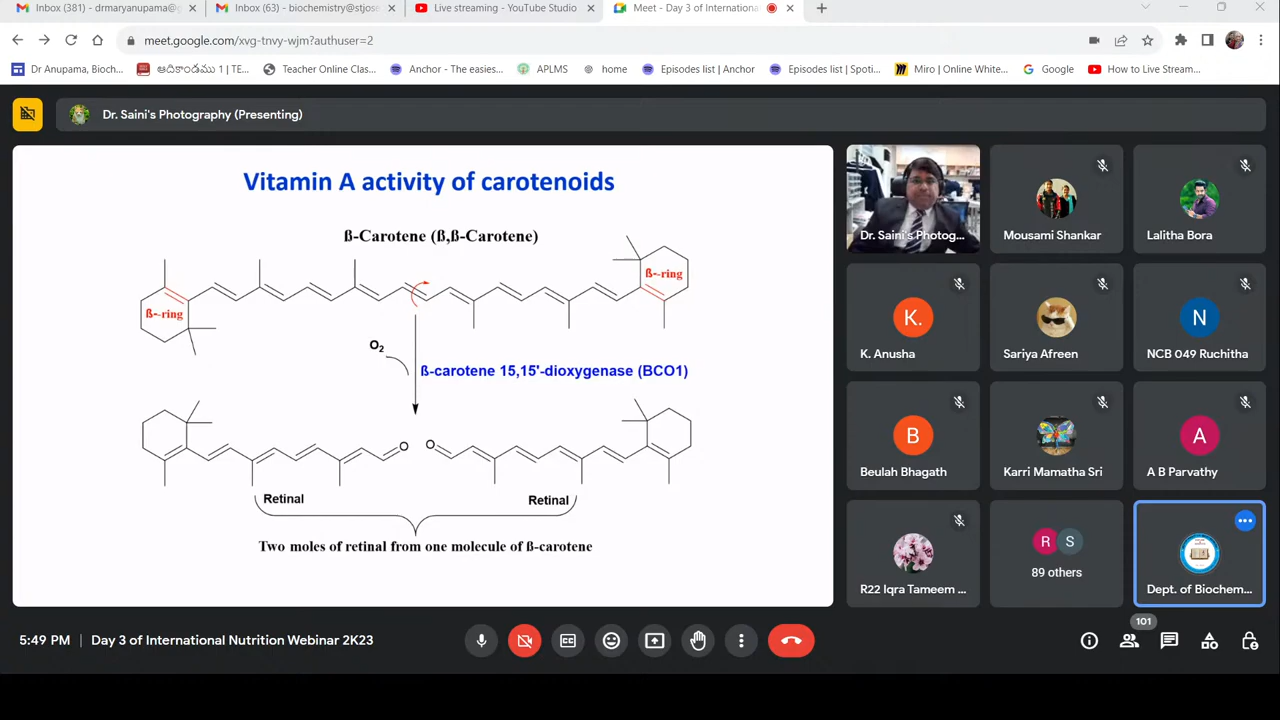 Inbox (381) - drmaryanupama@g
Inbox (63) - biochemistry@stjose
Live streaming - YouTube Studio
Meet - Day 3 of Internationa
meet.google.com/xvg-tnvy-wjm?authuser=2
Dr Anupama, Bioch...
ఆదికాండము 1 | TE...
Teacher Online Clas...
Anchor - The easies...
APLMS
home
Episodes list | Anchor
Episodes list | Spoti...
Miro | Online White...
Google
How to Live Stream...
Dr. Saini's Photography (Presenting)
Vitamin A activity of carotenoids
ß-Carotene (ß,ß-Carotene)
ß--ring
ß--ring
O2
ß-carotene 15,15'-dioxygenase (BCO1)
O
O
Retinal
Retinal
Two moles of retinal from one molecule of ß-carotene
Dr. Saini's Photog...
Mousami Shankar
Lalitha Bora
K.
K. Anusha
Sariya Afreen
N
NCB 049 Ruchitha
B
Beulah Bhagath
Karri Mamatha Sri
A
A B Parvathy
R22 Iqra Tameem ...
R
S
89 others
Dept. of Biochem...
5:49 PM
Day 3 of International Nutrition Webinar 2K23
101